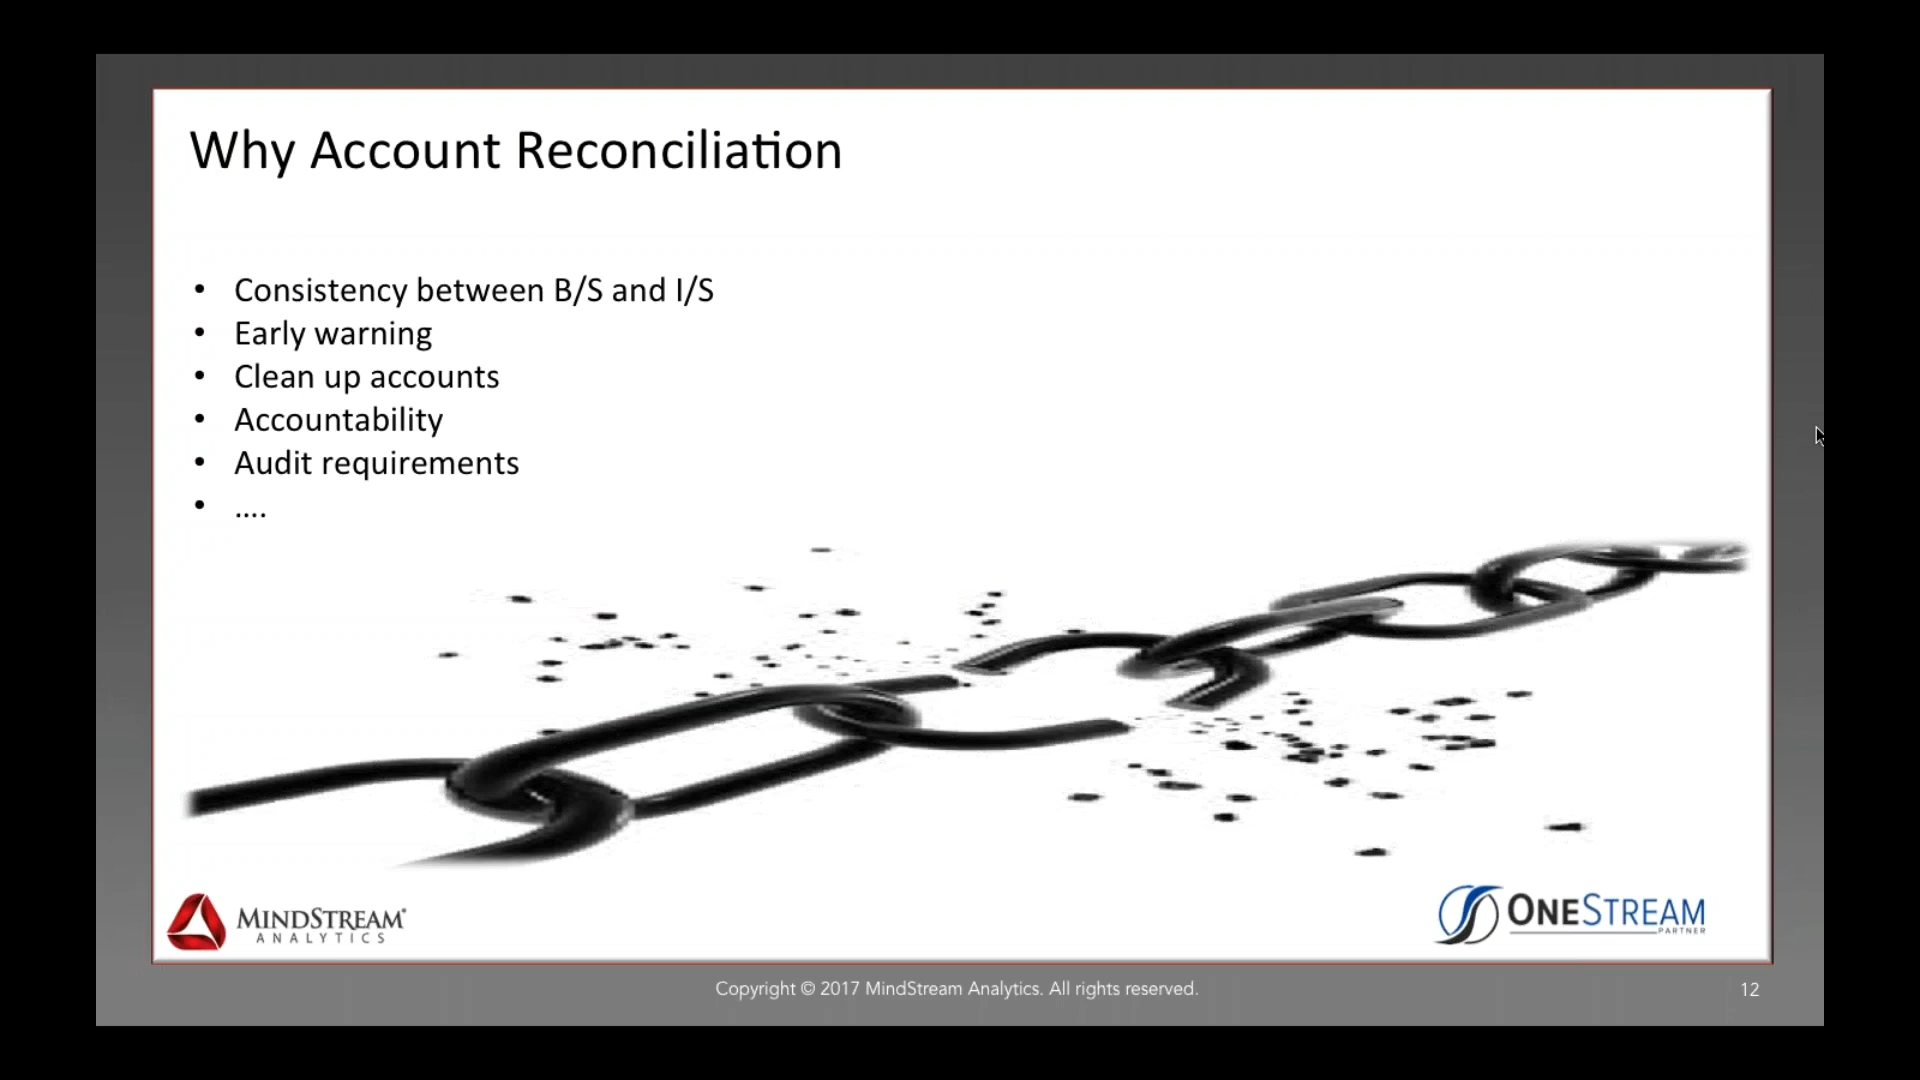 Why Account Reconciliation
• Consistency between B/S and I/S
• Early warning
• Clean up accounts
• Accountability
• Audit requirements
• ....
MINDSTREAM®
ANALYTICS
ONESTREAM
PARTNER
Copyright © 2017 MindStream Analytics. All rights reserved.
12